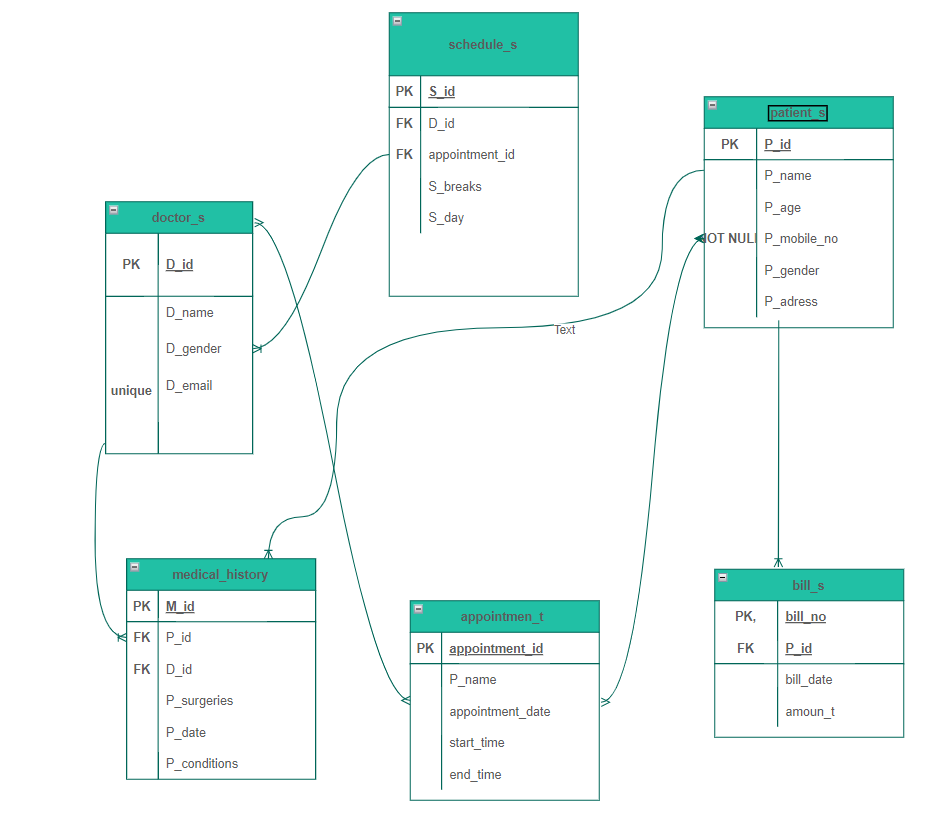 schedule_s
PK S_id
FK D_id
FK appointment_id
S_breaks
S_day
patient_s
PK P_id
P_name
P_age
NOT NULL P_mobile_no
P_gender
P_adress
doctor_s
PK D_id
D_name
D_gender
unique D_email
Text
medical_history
PK M_id
FK P_id
FK D_id
P_surgeries
P_date
P_conditions
appointmen_t
PK appointment_id
P_name
appointment_date
start_time
end_time
bill_s
PK, bill_no
FK P_id
bill_date
amoun_t